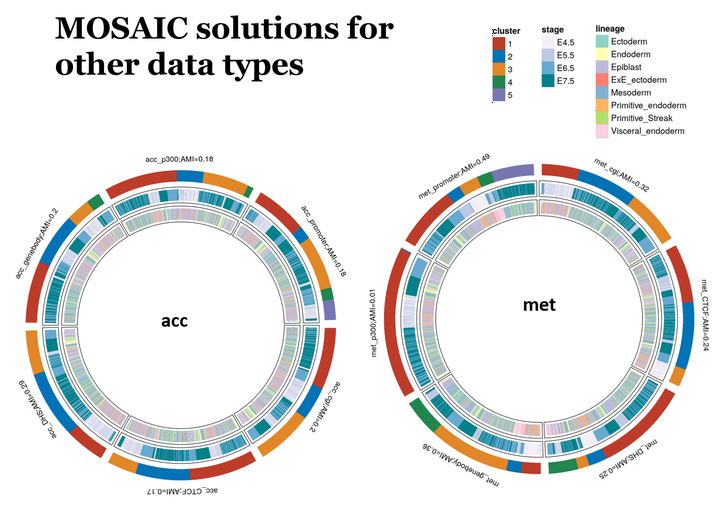 MOSAIC solutions for
other data types
cluster
1
2
3
4
5
stage
E4.5
E5.5
E6.5
E7.5
lineage
Ectoderm
Endoderm
Epiblast
ExE_ectoderm
Mesoderm
Primitive_endoderm
Primitive_Streak
Visceral_endoderm
acc_p300;AMI=0.18
acc_promoter;AMI=0.18
acc_cgi;AMI=0.2
acc_CTCF;AMI=0.17
acc_DHS;AMI=0.29
acc_genebody;AMI=0.2
acc
met_promoter;AMI=0.49
met_cgi;AMI=0.32
met_CTCF;AMI=0.24
met_DHS;AMI=0.25
met_genebody;AMI=0.36
met_p300;AMI=0.01
met